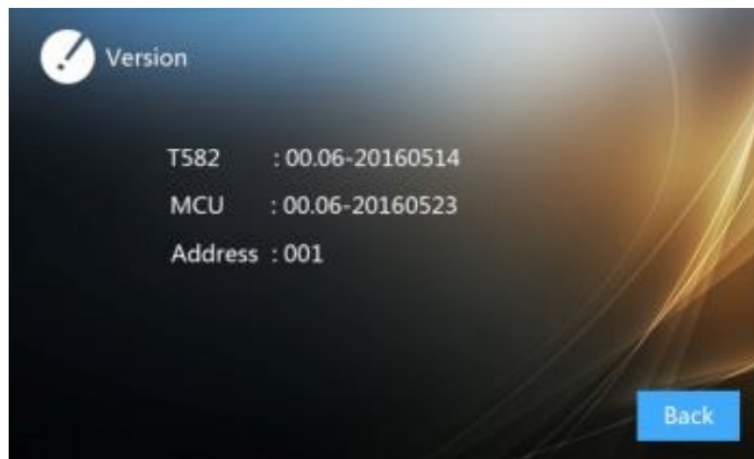 Version
T582 : 00.06-20160514
MCU : 00.06-20160523
Address : 001
Back